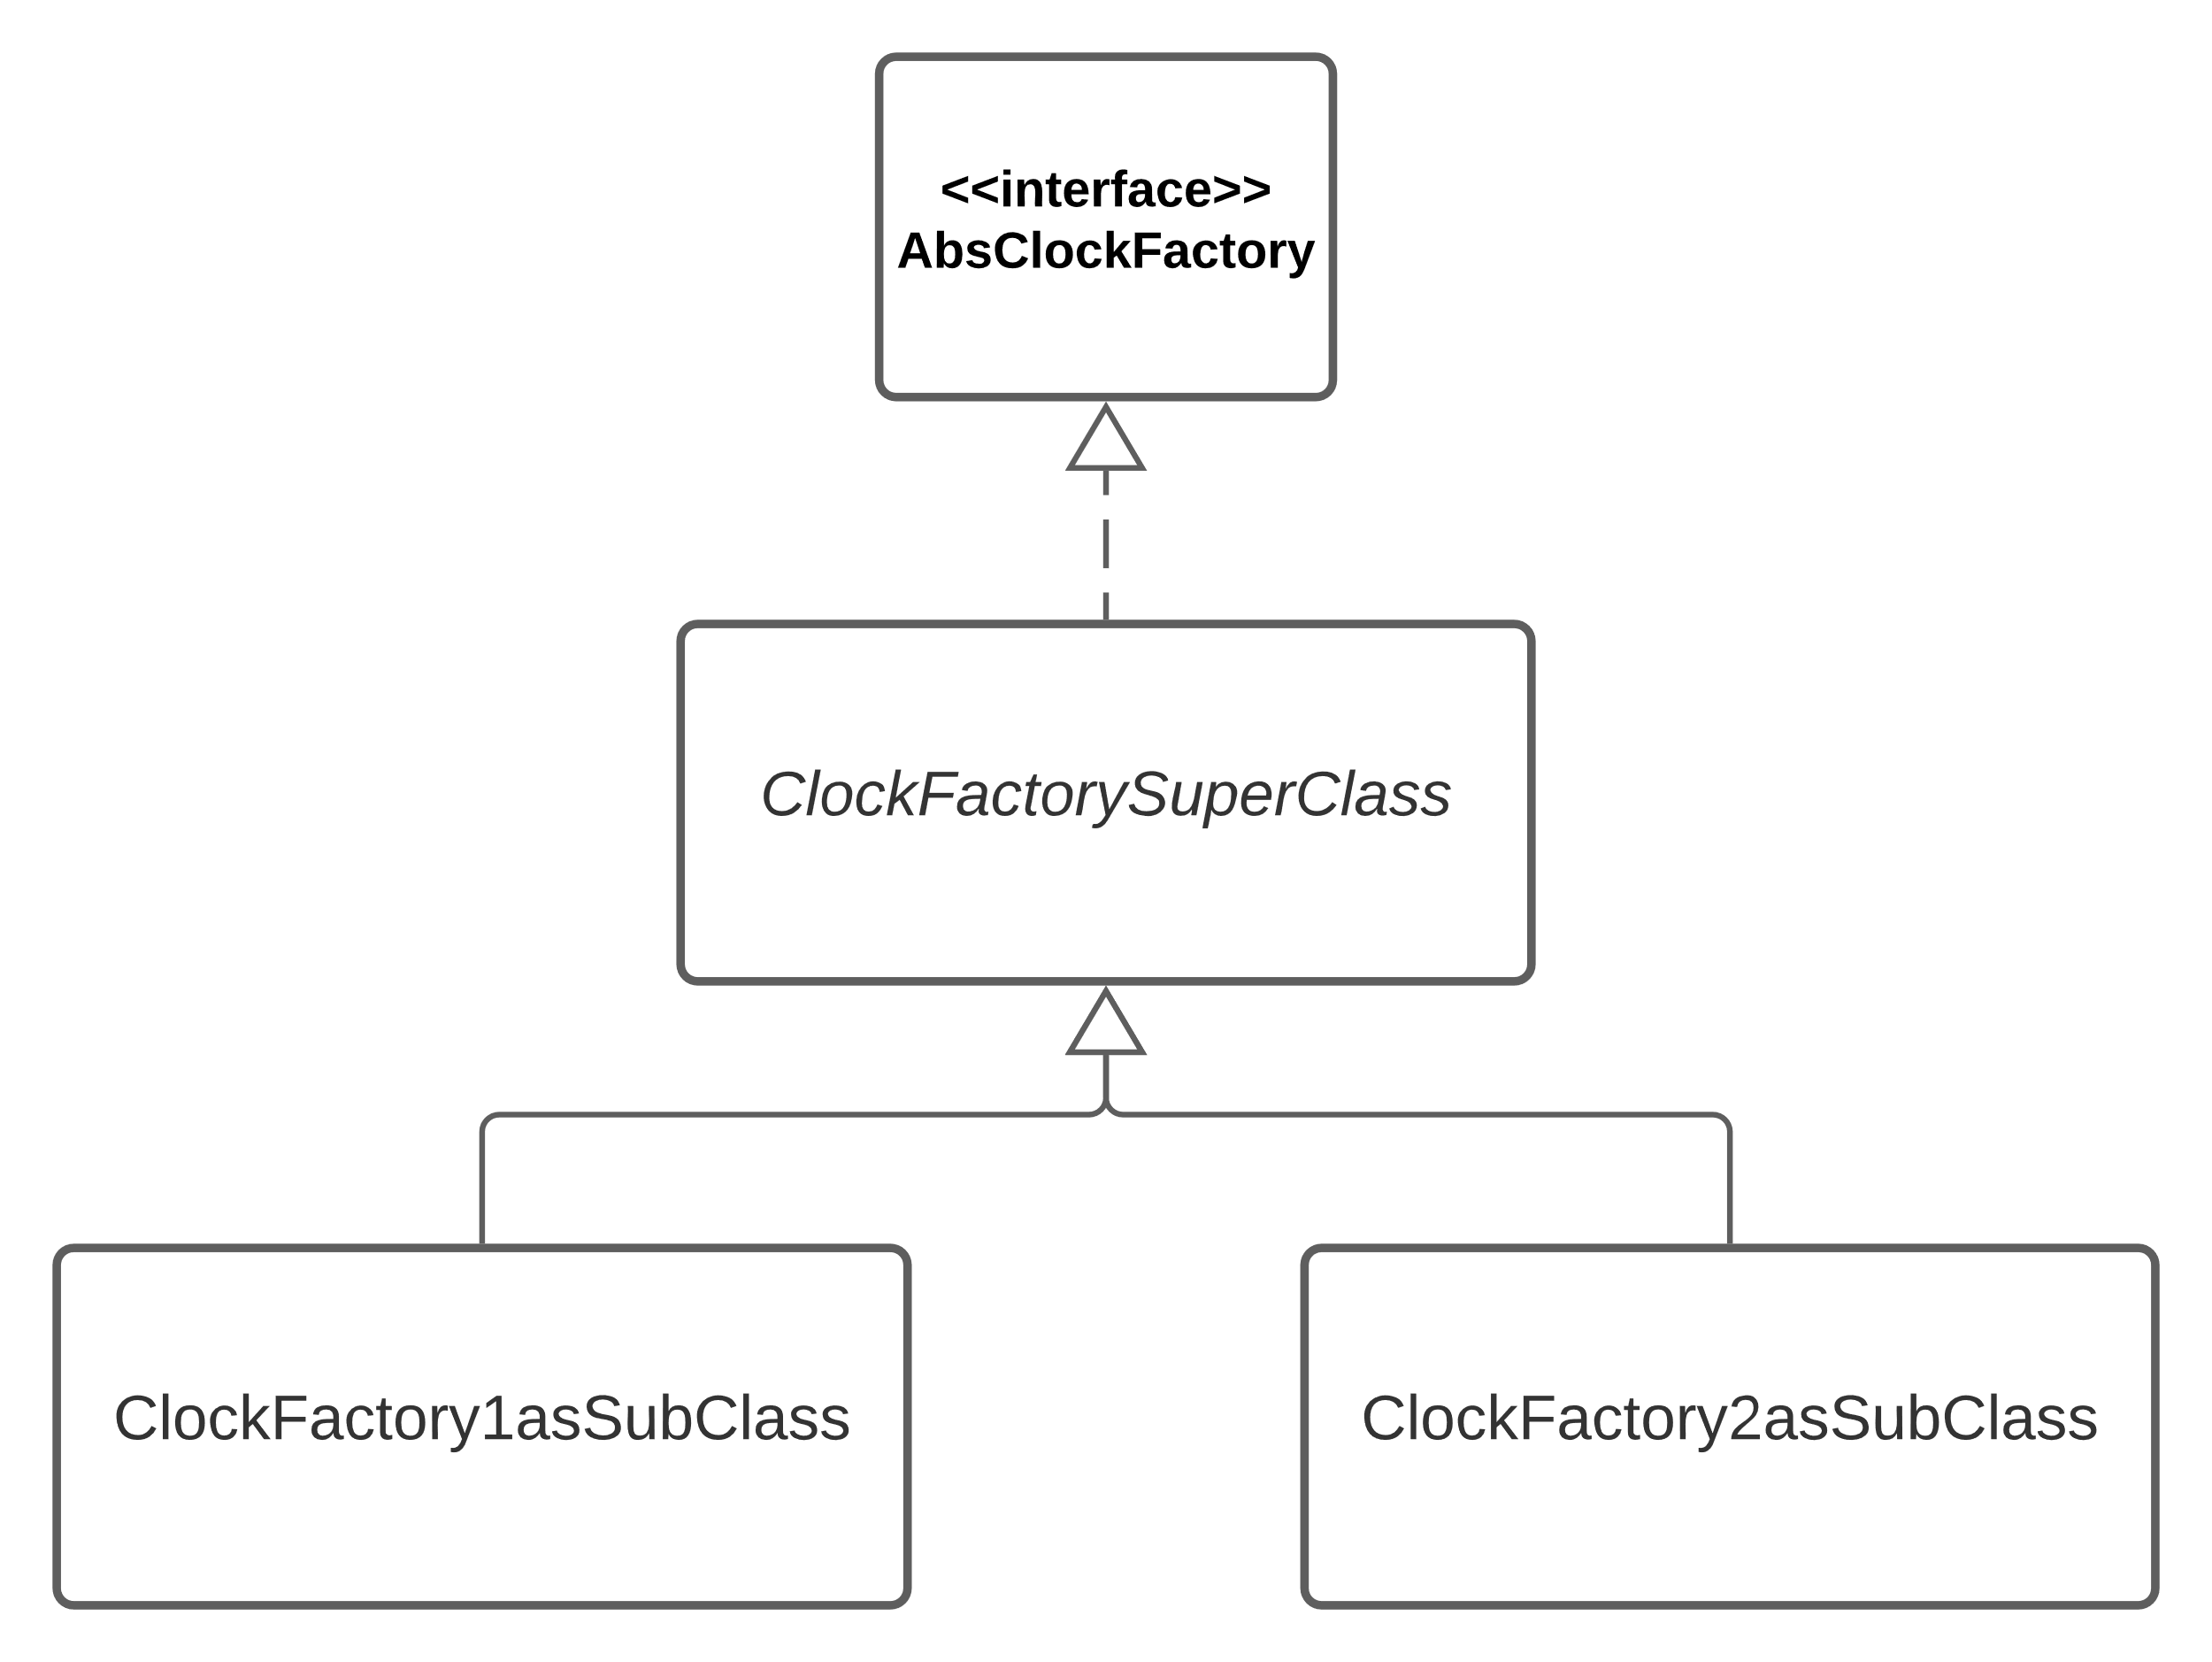 <<interface>>
AbsClockFactory
ClockFactorySuperClass
ClockFactory1asSubClass
ClockFactory2asSubClass